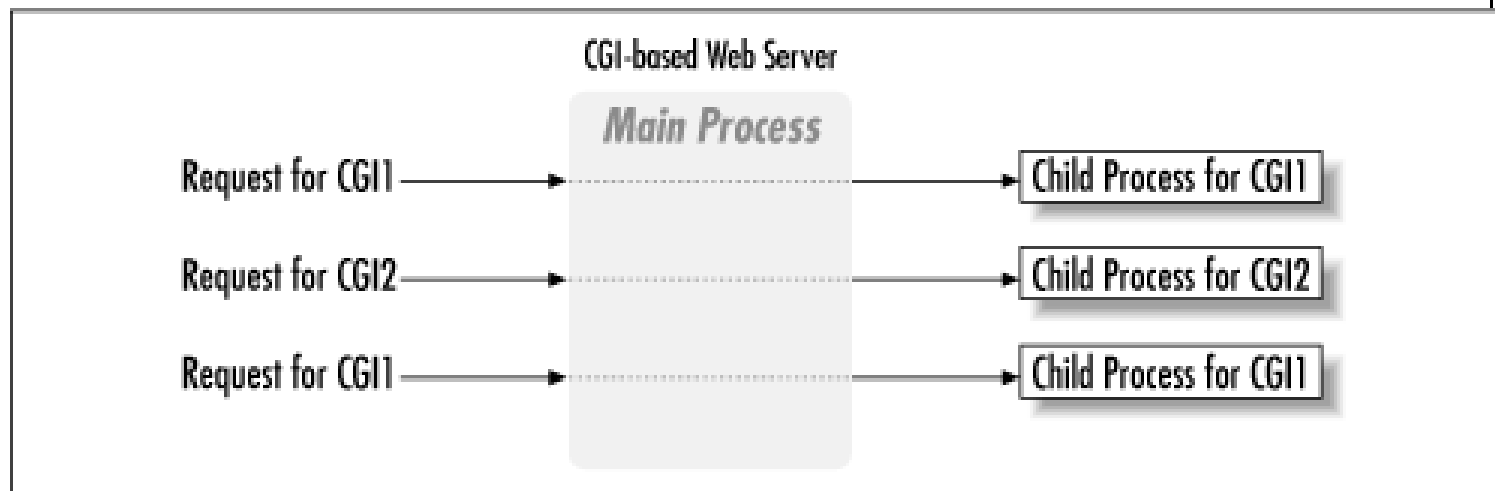 CGI-based Web Server
Main Process
Request for CGI1
Child Process for CGI1
Request for CGI2
Child Process for CGI2
Request for CGI1
Child Process for CGI1